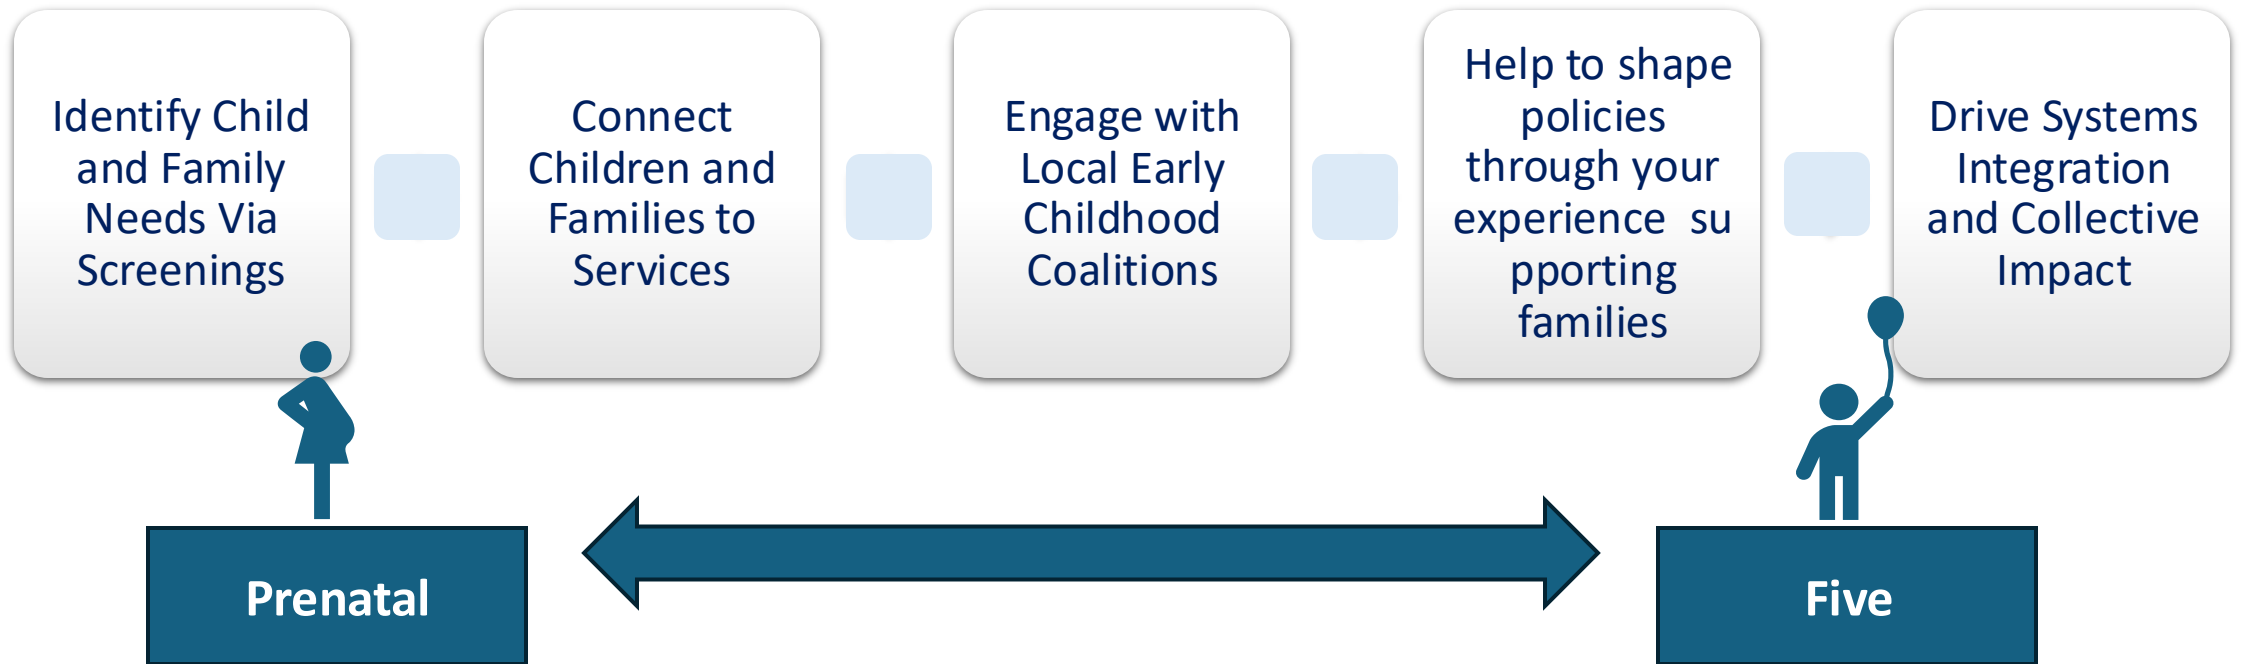 Identify Child
and Family
Needs Via
Screenings
Connect
Children and
Families to
Services
Engage with
Local Early
Childhood
Coalitions
Help to shape
policies
through your
experience  su
pporting
families
Drive Systems
Integration
and Collective
Impact
Prenatal
Five